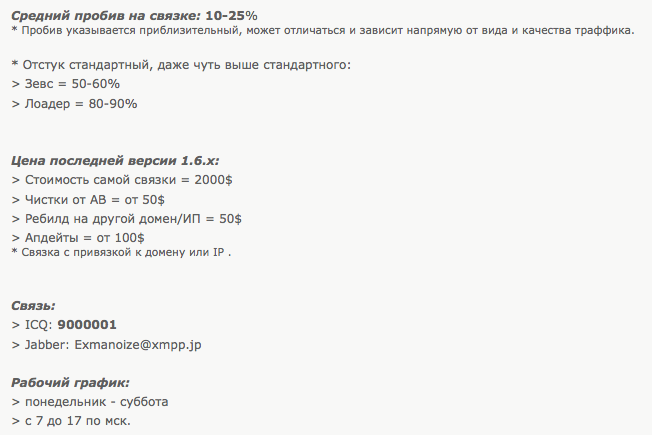 Средний пробив на связке: 10-25%
* Пробив указывается приблизительный, может отличаться и зависит напрямую от вида и качества траффика.
* Отстук стандартный, даже чуть выше стандартного:
> Зевс = 50-60%
> Лоадер = 80-90%
Цена последней версии 1.6.x:
> Стоимость самой связки = 2000$
> Чистки от АВ = от 50$
> Ребилд на другой домен/ИП = 50$
> Апдейты = от 100$
* Связка с привязкой к домену или IP .
Связь:
> ICQ: 9000001
> Jabber: Exmanoize@xmpp.jp
Рабочий график:
> понедельник - суббота
> с 7 до 17 по мск.